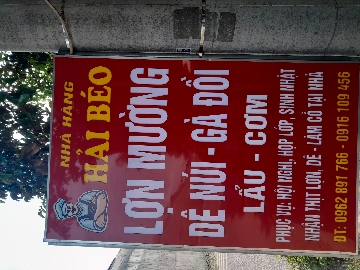 NHÀ HÀNG
HẢI BÉO
LỢN MƯỜNG
DÊ NÚI - GÀ ĐỒI
LẨU - CƠM
PHỤC VỤ: HỘI NGHỊ, HỌP LỚP, SINH NHẬT
NHẬN THỊT LỢN, DÊ - LÀM CỖ TẠI NHÀ
ĐT: 0962 891 766 - 0916 109 456